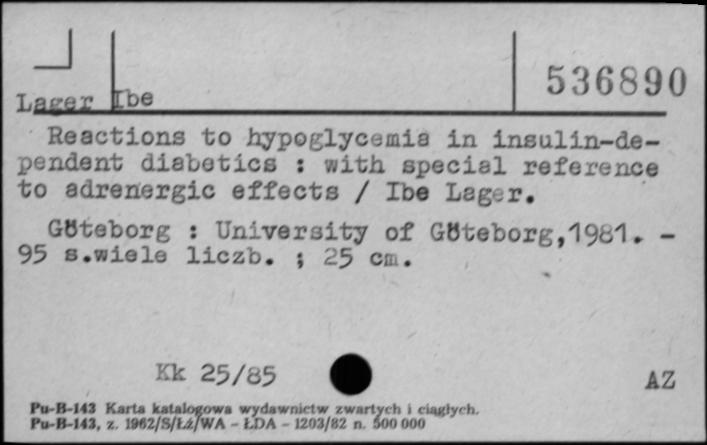 536890
Lager Ibe
Reactions to hypoglycemia in insulin-de-
pendent diabetics : with special reference
to adrenergic effects / Ibe Lager.
Göteborg : University of Göteborg,1981. -
95 s.wiele liczb. ; 25 cm.
Kk 25/85
AZ
Pu-B-143 Karta katalogowa wydawnictw zwartych i ciągłych.
Pu-B-143, z. 1962/S/Łź/WA - ŁDA - 1203/82 n. 500 000